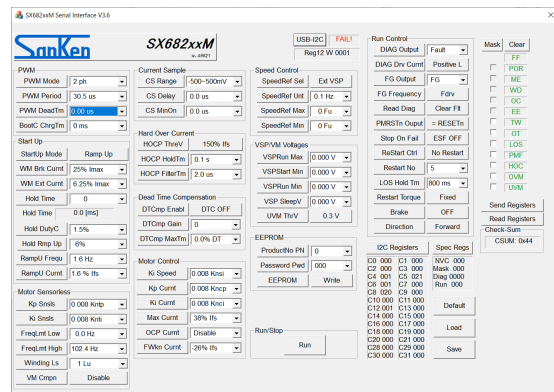 SX682xxM Serial Interface V3.6
SanKen
SX682xxM
v. 49821
USB-I2C FAIL!
Reg12 W 0001
PWM
PWM Mode 2 ph
PWM Period 30.5 us
PWM DeadTm 0.00 us
BootC ChrgTm 0 ms
Start Up
StartUp Mode Ramp Up
WM Brk Curnt 25% Imax
WM Ext Curnt 6.25% Imax
Hold Time 0
Hold Time 0.0 [ms]
Hold DutyC 1.5%
Hold Rmp Up 6%
RampU Frequ 1.6 Hz
RampU Curnt 1.6 % Ifs
Motor Sensorless
Kp Snsls 0.008 Kntp
Ki Snsls 0.008 Knti
FreqLmt Low 0.0 Hz
FreqLmt High 102.4 Hz
Winding Ls 1 Lu
VM Cmpn Disable
Current Sample
CS Range -500~500mV
CS Delay 0.0 us
CS MinOn 0.0 us
Hard Over Current
HOCP ThreV 150% Ifs
HOCP HoldTm 0.1 s
HOCP FilterTm 2.0 us
Dead Time Compensation
DTCmp Enabl DTC OFF
DTCmp Gain 0
DTCmp MaxTm 0.0% DT
Motor Control
Ki Speed 0.008 Knsi
Kp Curnt 0.008 Kncp
Ki Curnt 0.008 Knci
Max Curnt 38% Ifs
OCP Curnt Disable
FWkn Curnt -26% Ifs
Speed Control
SpeedRef Sel Ext VSP
SpeedRef Unt 0.1 Hz
SpeedRef Max 0 Fu
SpeedRef Min 0 Fu
VSP/VM Voltages
VSPRun Max 0.000 V
VSPStart Min 0.000 V
VSPRun Min 0.000 V
VSP SleepV 0.000 V
UVM ThrV 0.3 V
EEPROM
ProductNo PN 0
Password Pwd 000
EEPROM Write
Run/Stop
Run
Run Control
DIAG Output Fault
DIAG Drv Curnt Positive L
FG Output FG
FG Frequency Fdrv
Read Diag Clear Flt
PMRSTn Ouput = RESETn
Stop On Fail ESF OFF
ReStart Ctrl No Restart
Restart No 5
LOS Hold Tm 800 ms
Restart Torque Fixed
Brake OFF
Direction Forward
I2C Registers Spec Regs
C0 000 C1 000 NVC 000
C2 000 C3 000 Mask 000
C4 001 C5 021 Diag 0000
C6 001 C7 000 Run 000
C8 020 C9 000
C10 000 C11 000
C12 001 C13 000
C14 000 C15 000
C16 000 C17 000
C18 000 C19 000
C20 000 C21 000
C28 000 C29 000
C30 000 C31 000
Default
Load
Save
Mask Clear
FF
POR
ME
WD
OC
EE
TW
OT
LOS
PMF
HOC
OVM
UVM
Send Registers
Read Registers
Check-Sum
CSUM: 0x44